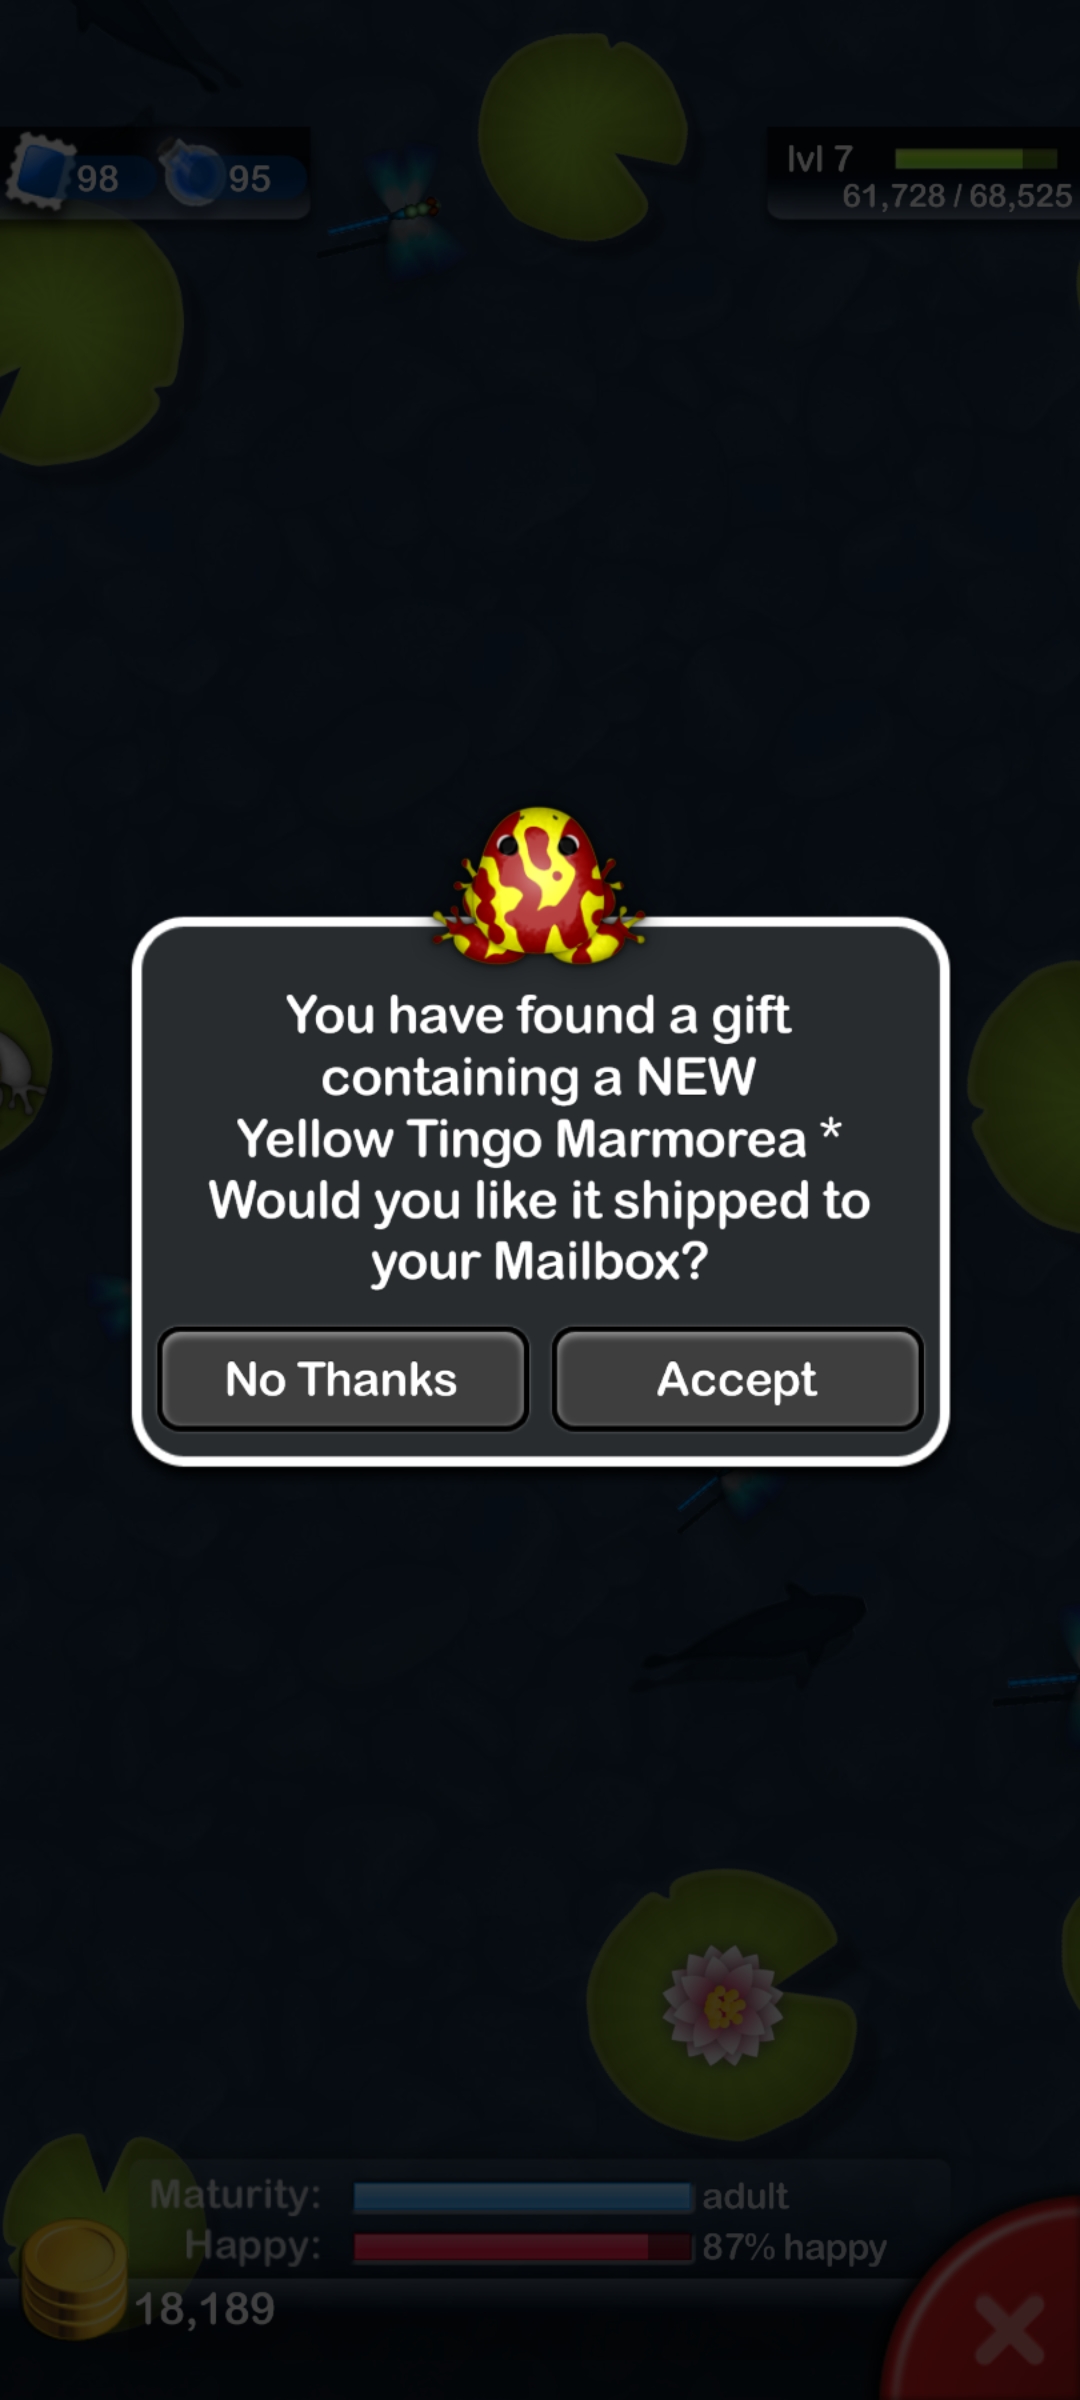 98
95
lvl 7
61,728 / 68,525
You have found a gift
containing a NEW
Yellow Tingo Marmorea *
Would you like it shipped to
your Mailbox?
No Thanks
Accept
Maturity: adult
Happy: 87% happy
18,189